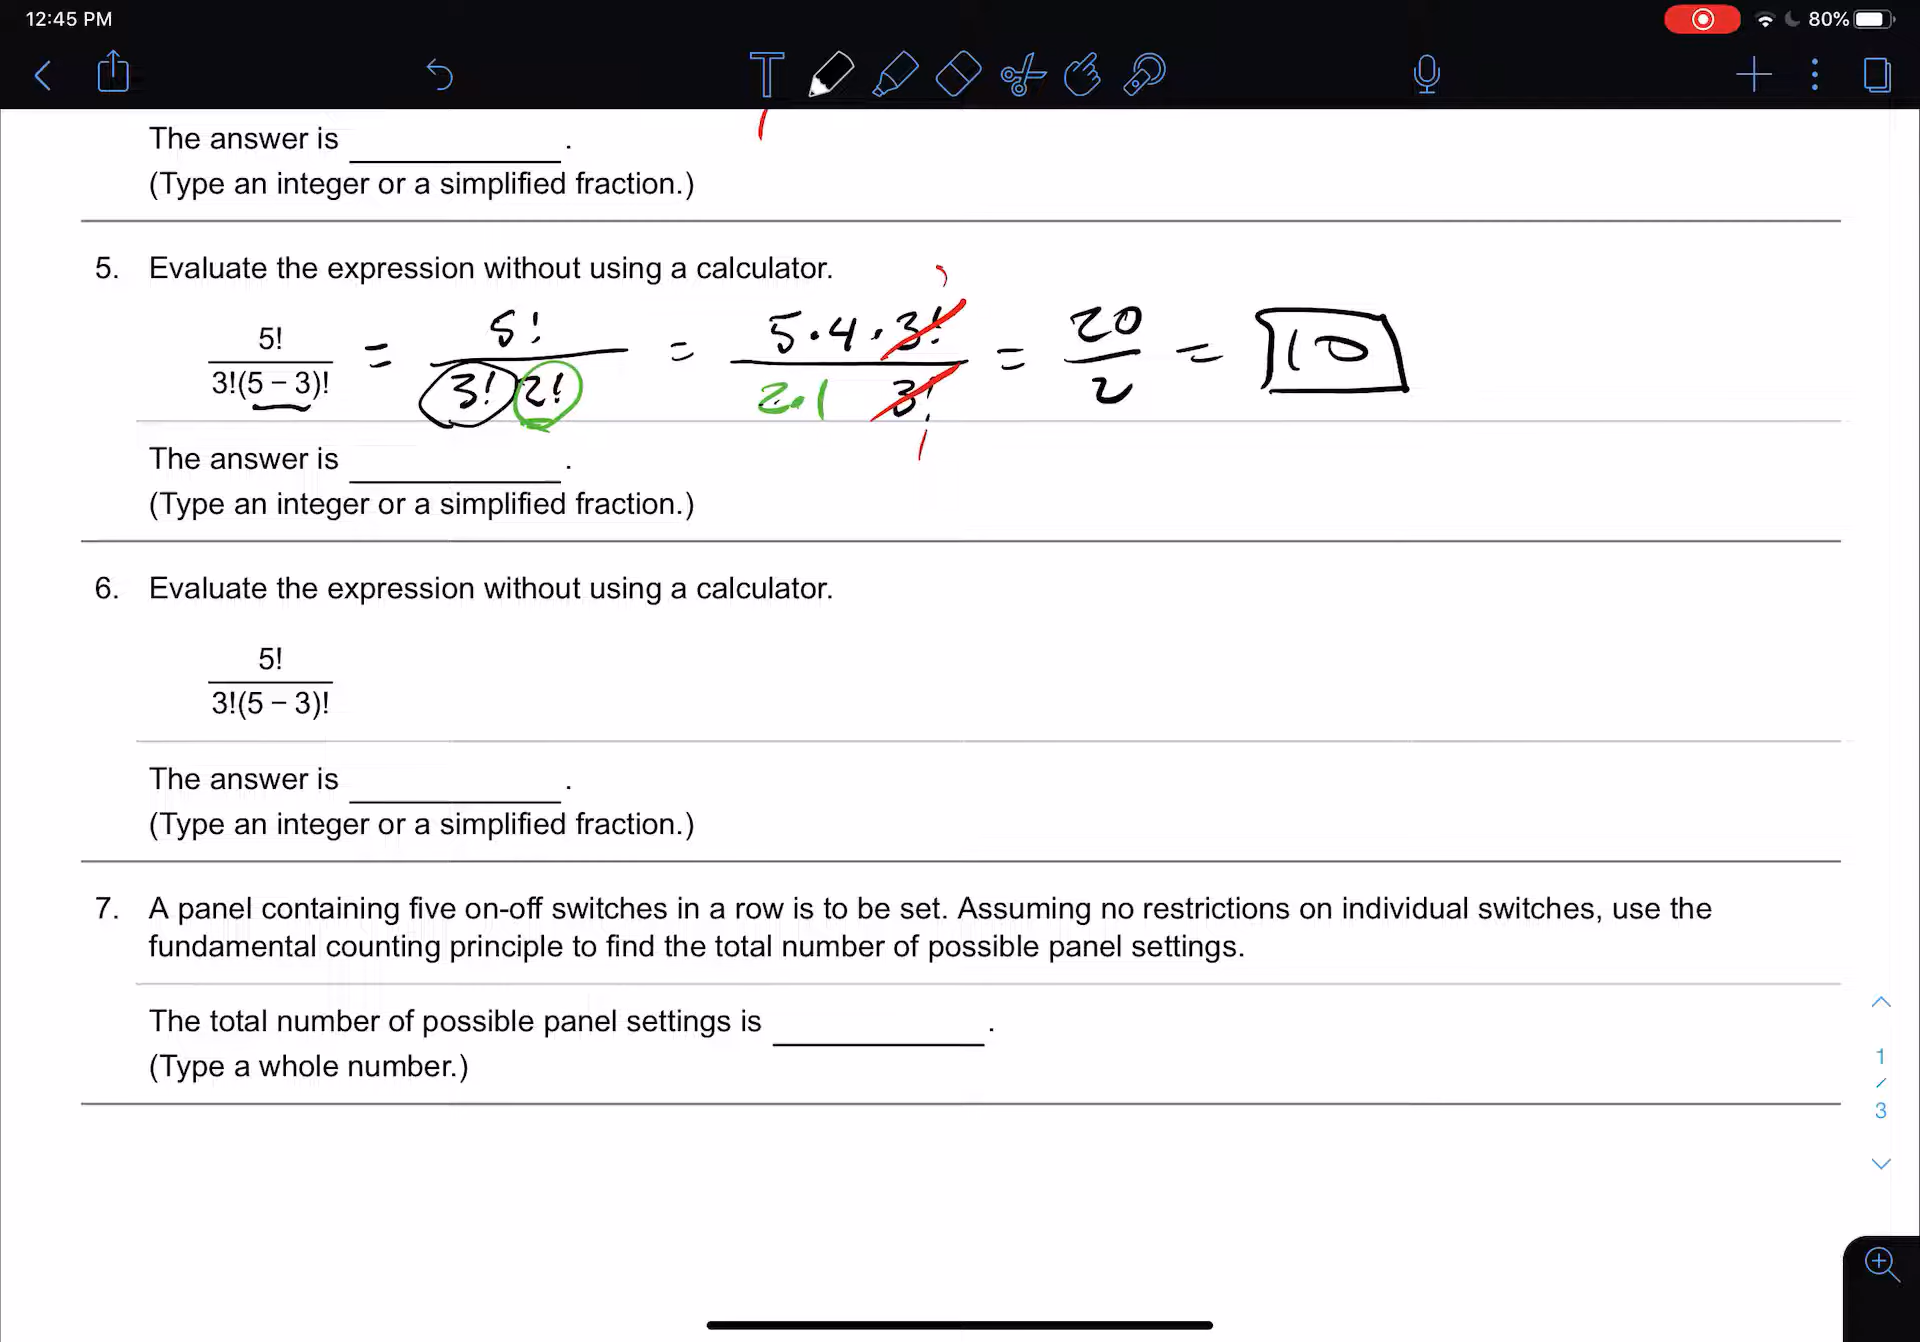 12:45 PM 80%
The answer is ____________ .
(Type an integer or a simplified fraction.)
5. Evaluate the expression without using a calculator.
5! / 3!(5 − 3)! = 5! / 3! 2! = 5·4·3! / 2·1 3! = 20 / 2 = 10
1
1
The answer is ____________ .
(Type an integer or a simplified fraction.)
6. Evaluate the expression without using a calculator.
5! / 3!(5 − 3)!
The answer is ____________ .
(Type an integer or a simplified fraction.)
7. A panel containing five on-off switches in a row is to be set. Assuming no restrictions on individual switches, use the
fundamental counting principle to find the total number of possible panel settings.
The total number of possible panel settings is ____________ .
(Type a whole number.)
1
/
3